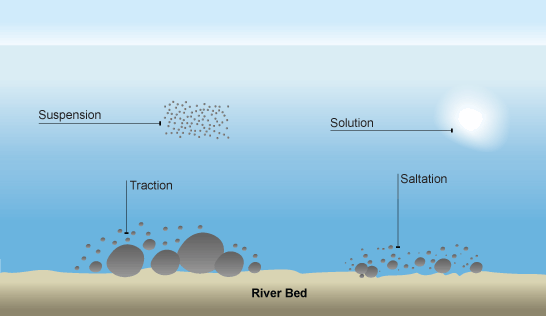 Suspension
Solution
Traction
Saltation
River Bed